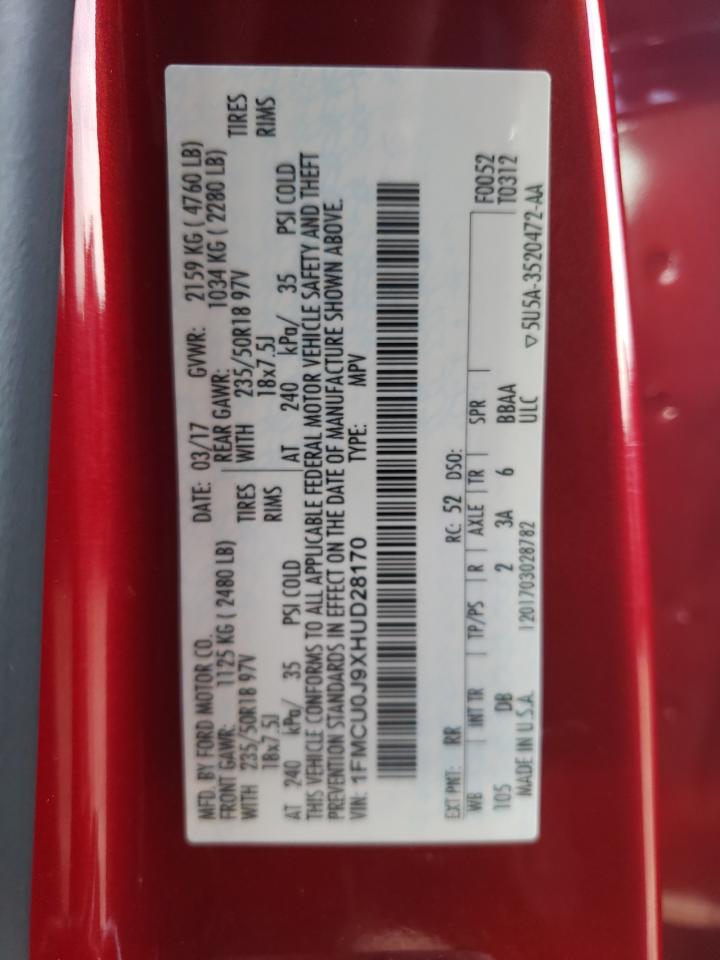 MFD. BY FORD MOTOR CO. DATE: 03/17 GVWR: 2159 KG ( 4760 LB)
FRONT GAWR: 1125 KG ( 2480 LB) REAR GAWR: 1034 KG ( 2280 LB)
WITH 235/50R18 97V TIRES WITH 235/50R18 97V TIRES
18x7.5J RIMS 18x7.5J RIMS
AT 240 kPa/ 35 PSI COLD AT 240 kPa/ 35 PSI COLD
THIS VEHICLE CONFORMS TO ALL APPLICABLE FEDERAL MOTOR VEHICLE SAFETY AND THEFT
PREVENTION STANDARDS IN EFFECT ON THE DATE OF MANUFACTURE SHOWN ABOVE.
VIN: 1FMCU0J9XHUD28170 TYPE: MPV
EXT PNT: RR RC: 52 DSO: F0052
WB INT TR TP/PS R AXLE TR SPR T0312
105 DB 2 3A 6 BBAA
MADE IN U.S.A. 1201703028782 ULC ▽5U5A-3520472-AA